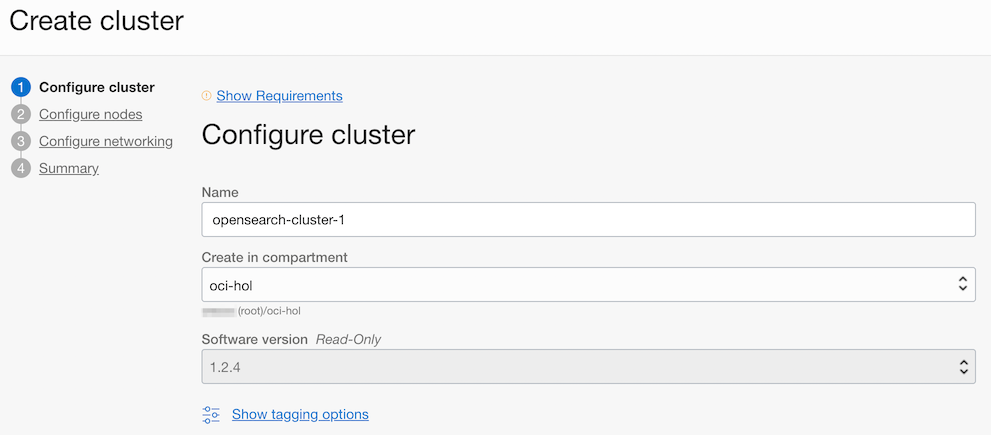 Create cluster
1 Configure cluster
2 Configure nodes
3 Configure networking
4 Summary
Show Requirements
Configure cluster
Name
opensearch-cluster-1
Create in compartment
oci-hol
(root)/oci-hol
Software version Read-Only
1.2.4
Show tagging options